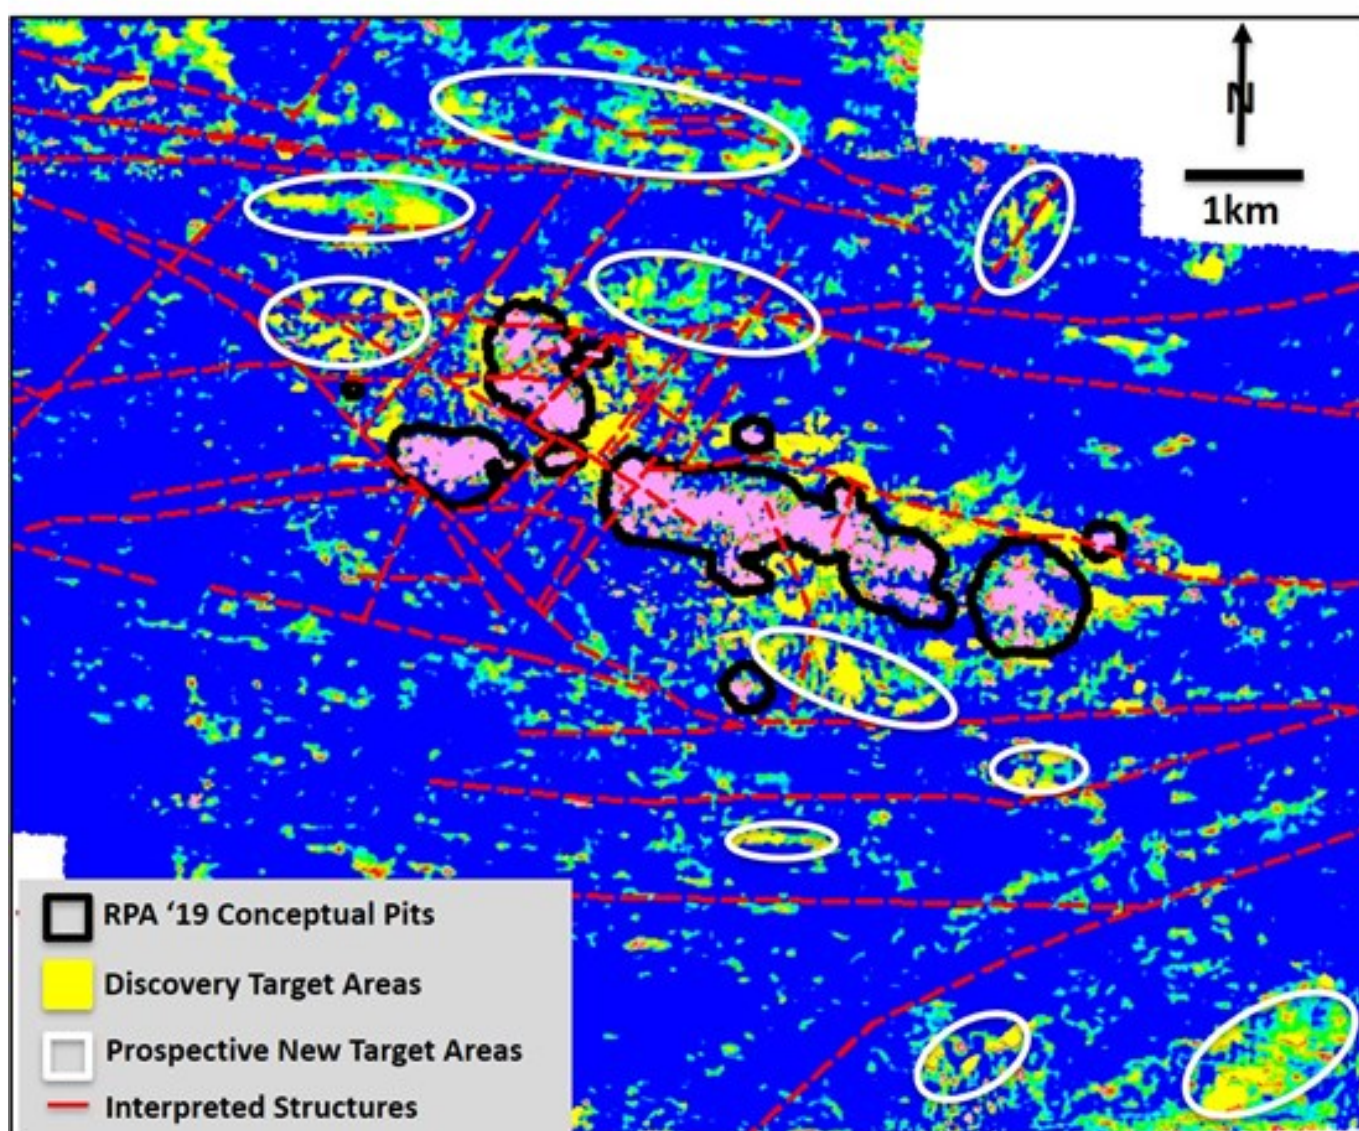 N
1km
RPA ‘19 Conceptual Pits
Discovery Target Areas
Prospective New Target Areas
Interpreted Structures